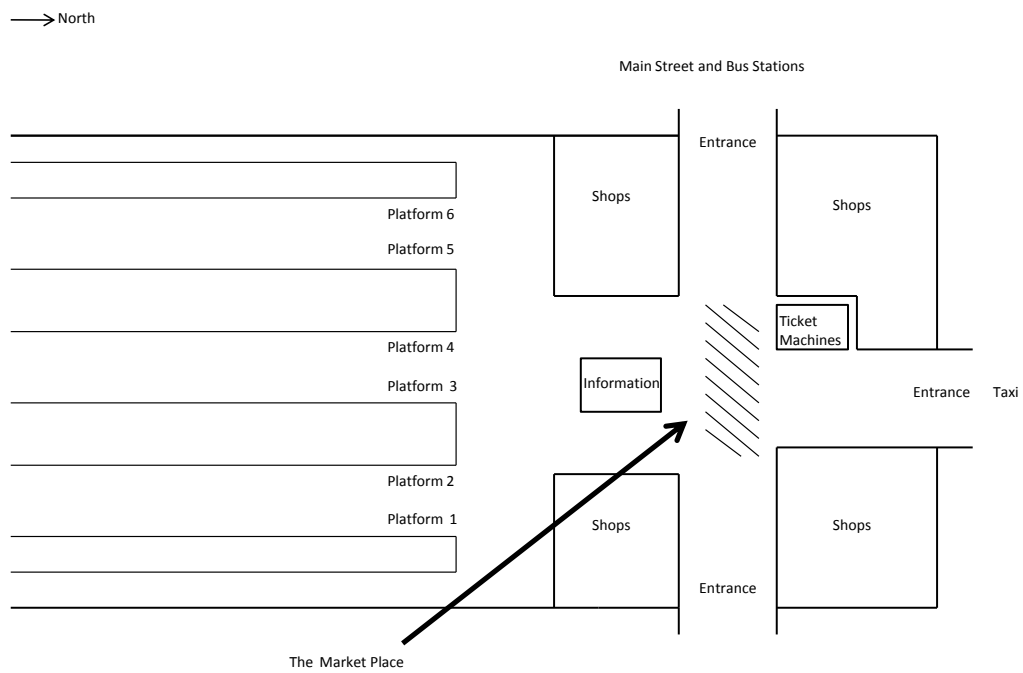 North
Main Street and Bus Stations
Entrance
Shops
Shops
Platform 6
Platform 5
Ticket
Machines
Platform 4
Information
Platform 3
Entrance
Taxi
Platform 2
Platform 1
Shops
Shops
Entrance
The Market Place